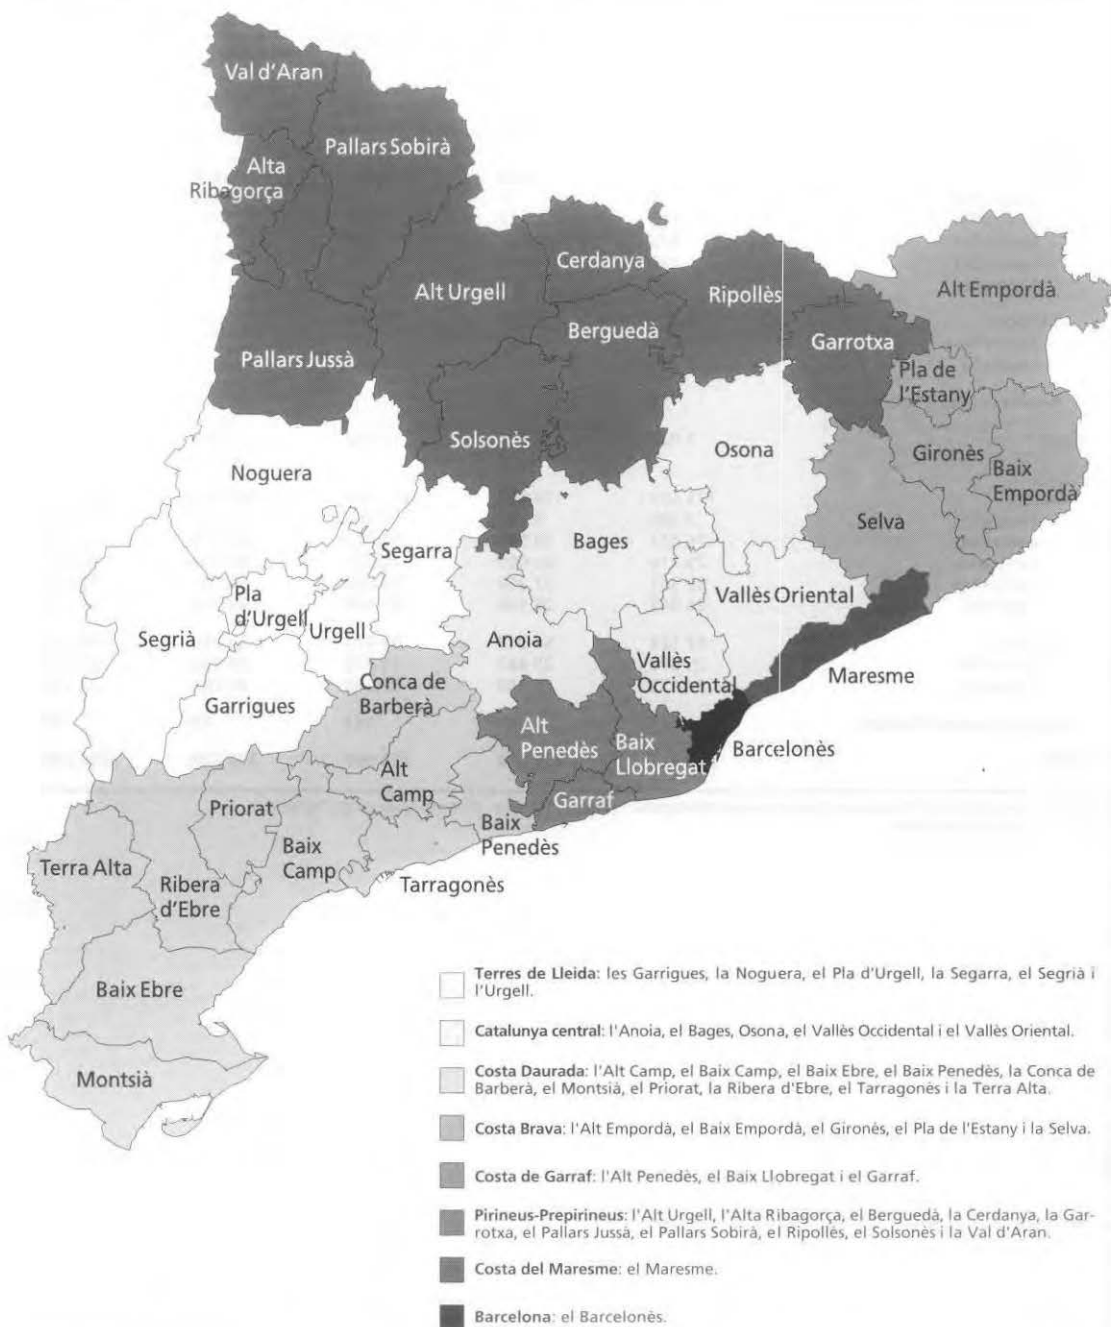 Val d'Aran
Pallars Sobirà
Alta
Ribagorça
Cerdanya
Alt Urgell
Ripollès
Alt Empordà
Berguedà
Garrotxa
Pallars Jussà
Pla de
l'Estany
Solsonès
Osona
Gironès
Noguera
Baix
Empordà
Selva
Segarra
Bages
Pla
d'Urgell
Vallès Oriental
Segrià
Urgell
Anoia
Vallès
Occidental
Maresme
Conca de
Barberà
Garrigues
Alt
Penedès
Baix
Llobregat
Barcelonès
Alt
Camp
Priorat
Garraf
Baix
Penedès
Baix
Camp
Terra Alta
Ribera
d'Ebre
Tarragonès
Baix Ebre
Montsià
Terres de Lleida: les Garrigues, la Noguera, el Pla d'Urgell, la Segarra, el Segrià i
l'Urgell.
Catalunya central: l'Anoia, el Bages, Osona, el Vallès Occidental i el Vallès Oriental.
Costa Daurada: l'Alt Camp, el Baix Camp, el Baix Ebre, el Baix Penedès, la Conca de
Barberà, el Montsià, el Priorat, la Ribera d'Ebre, el Tarragonès i la Terra Alta.
Costa Brava: l'Alt Empordà, el Baix Empordà, el Gironès, el Pla de l'Estany i la Selva.
Costa de Garraf: l'Alt Penedès, el Baix Llobregat i el Garraf.
Pirineus-Prepirineus: l'Alt Urgell, l'Alta Ribagorça, el Berguedà, la Cerdanya, la Gar-
rotxa, el Pallars Jussà, el Pallars Sobirà, el Ripollès, el Solsonès i la Val d'Aran.
Costa del Maresme: el Maresme.
Barcelona: el Barcelonès.